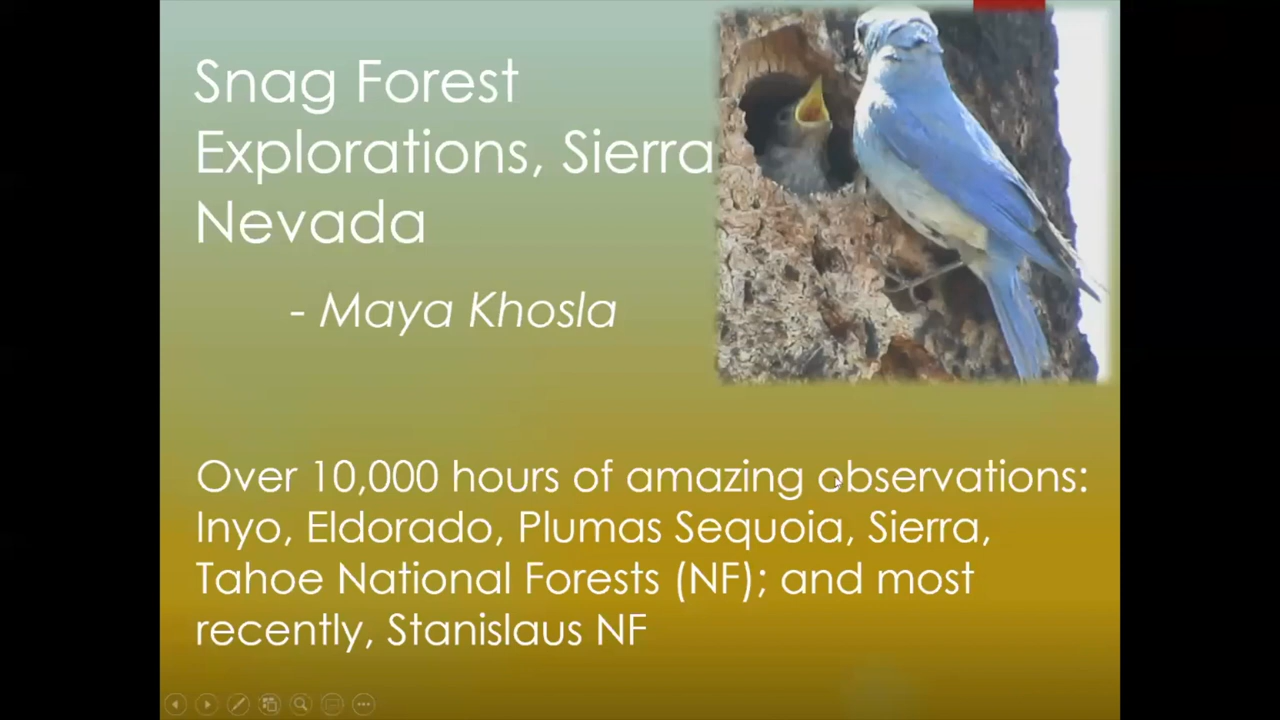 Snag Forest
Explorations, Sierra
Nevada
- Maya Khosla
Over 10,000 hours of amazing observations:
Inyo, Eldorado, Plumas Sequoia, Sierra,
Tahoe National Forests (NF); and most
recently, Stanislaus NF